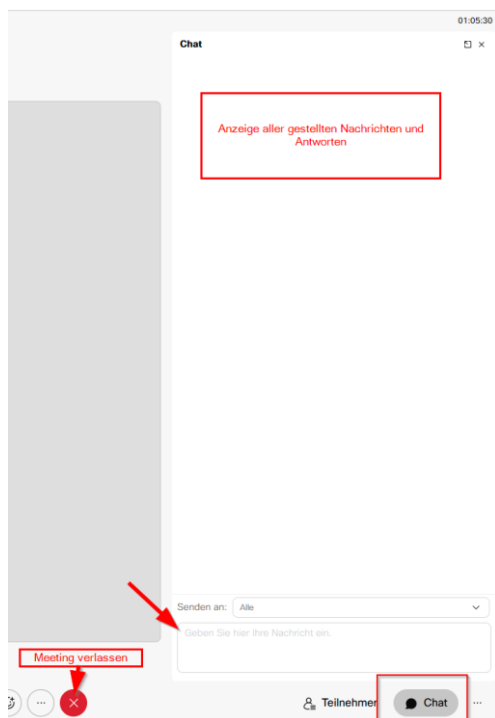 01:05:30
Chat
Anzeige aller gestellten Nachrichten und
Antworten
Senden an: Alle
Geben Sie hier Ihre Nachricht ein.
Meeting verlassen
Teilnehmer
Chat